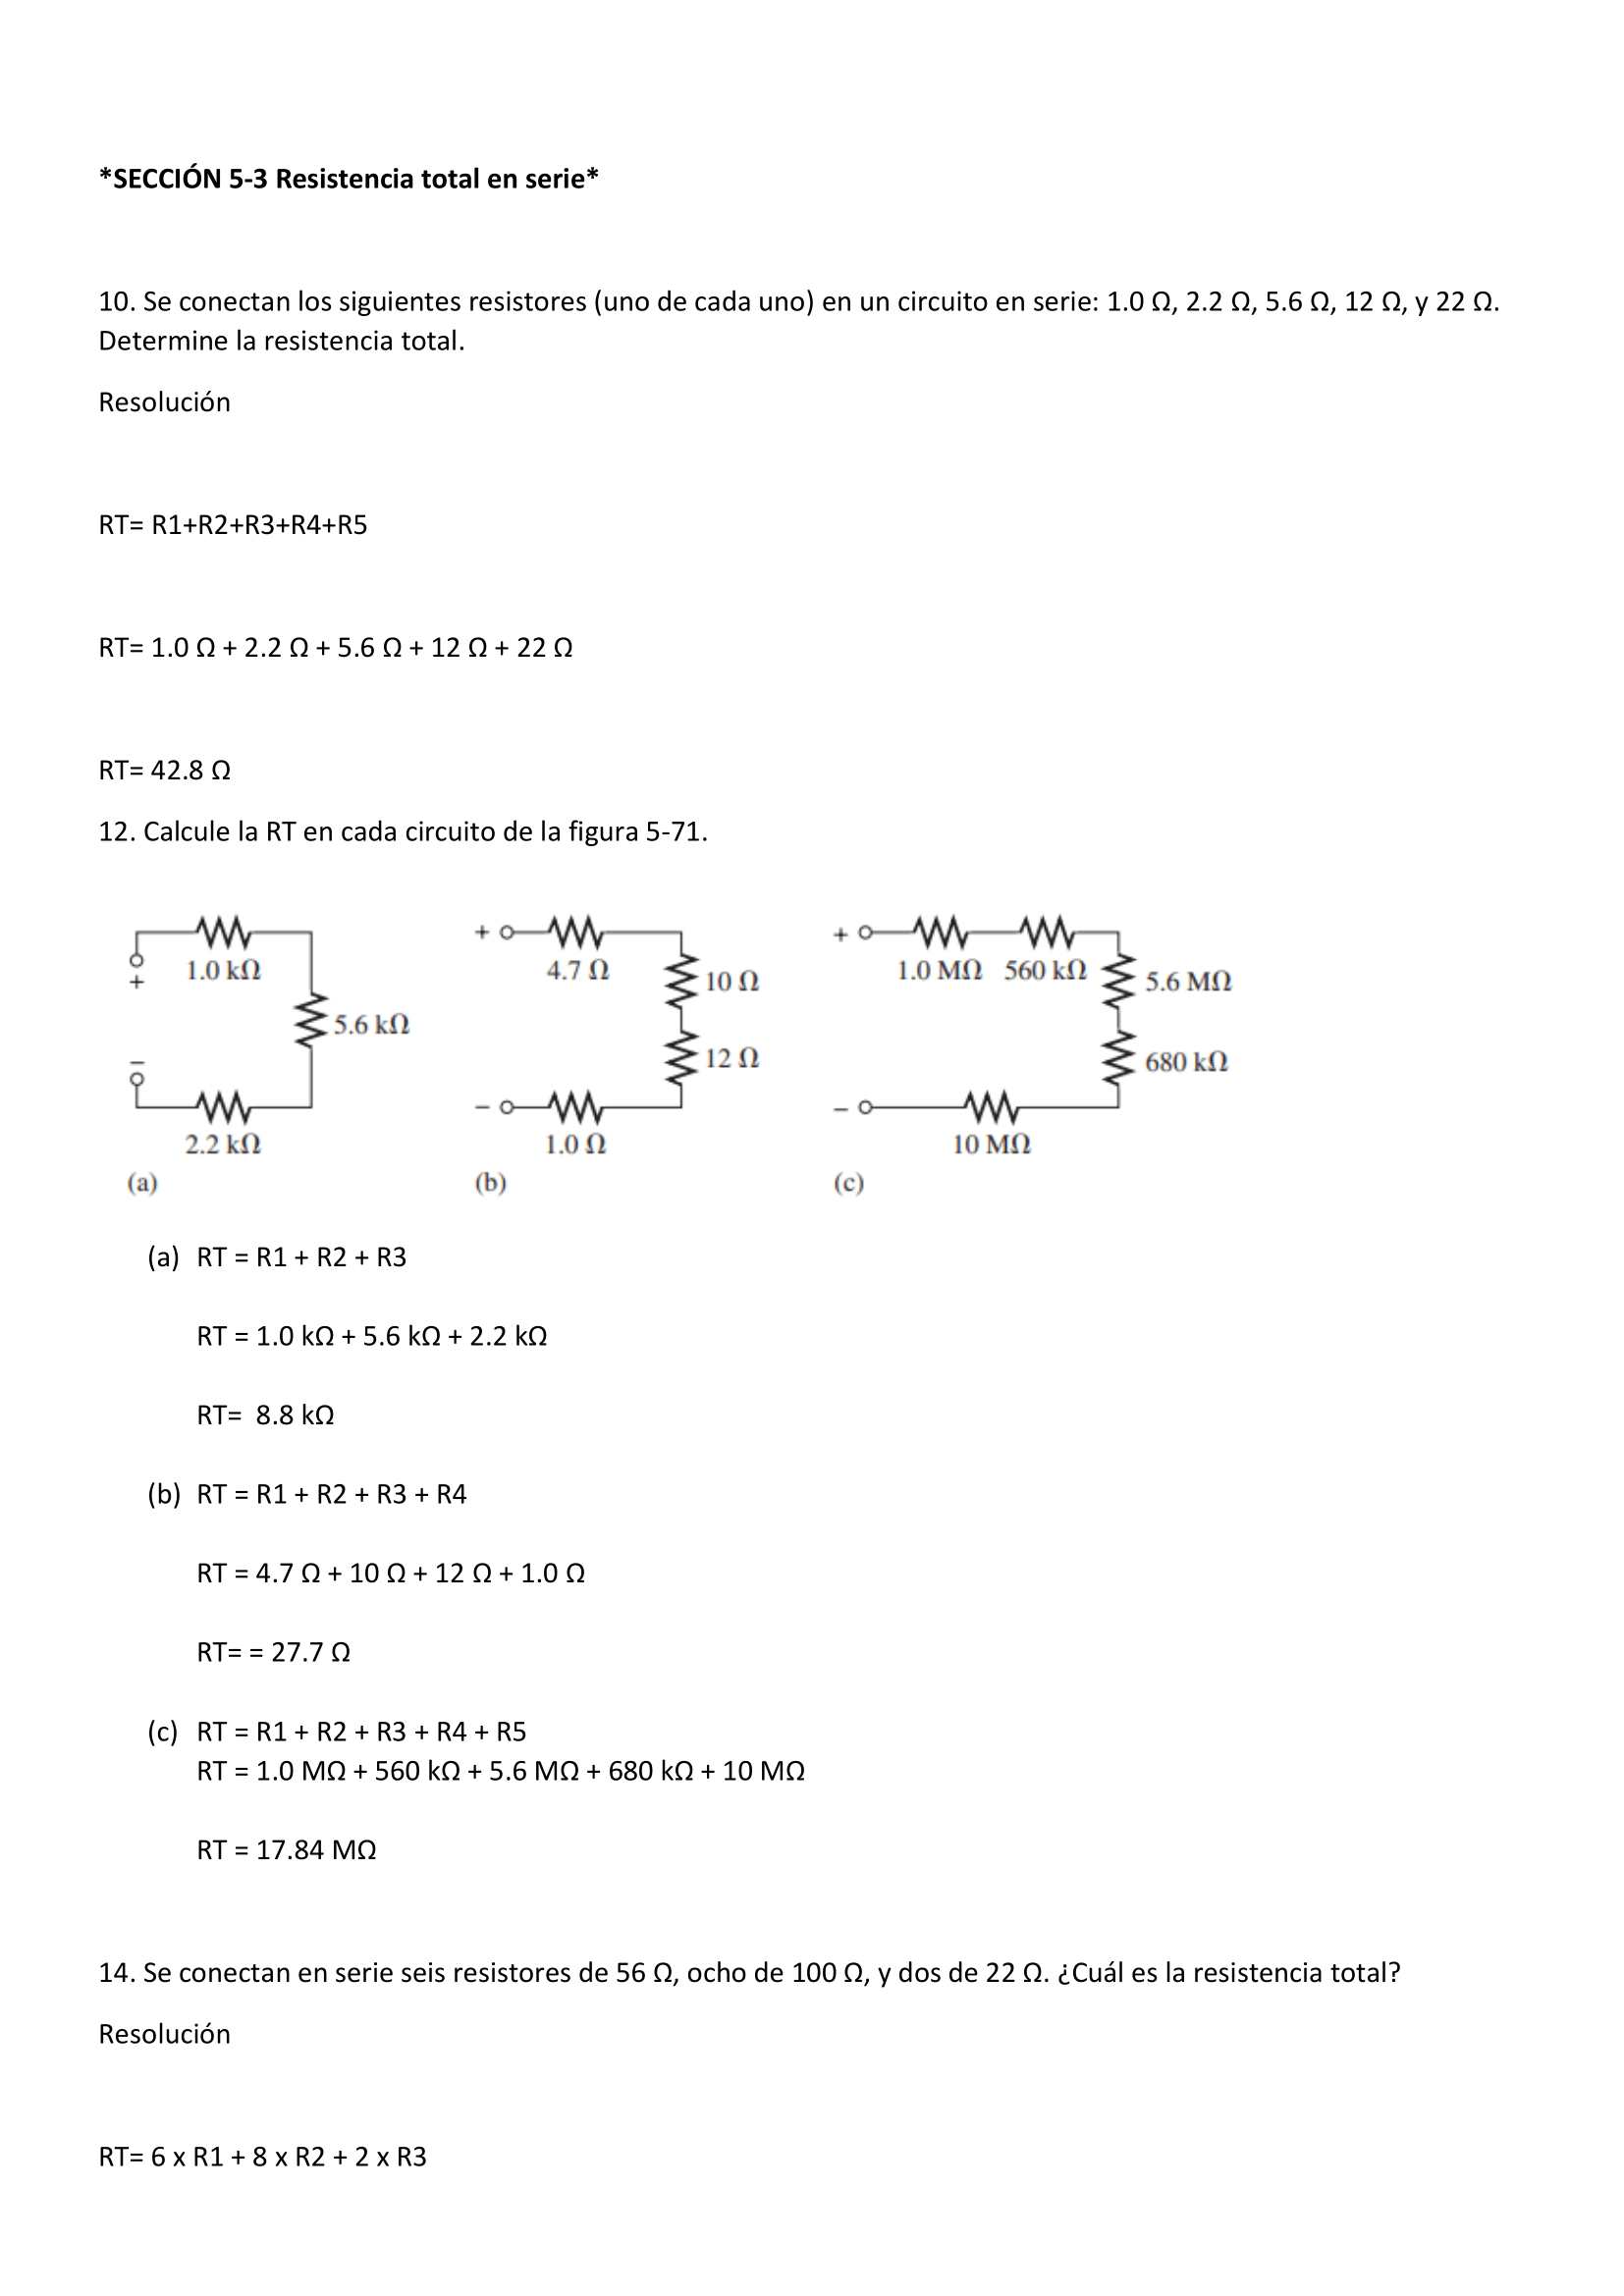 *SECCIÓN 5-3 Resistencia total en serie*
10. Se conectan los siguientes resistores (uno de cada uno) en un circuito en serie: 1.0 Ω, 2.2 Ω, 5.6 Ω, 12 Ω, y 22 Ω.
Determine la resistencia total.
Resolución
RT= R1+R2+R3+R4+R5
RT= 1.0 Ω + 2.2 Ω + 5.6 Ω + 12 Ω + 22 Ω
RT= 42.8 Ω
12. Calcule la RT en cada circuito de la figura 5-71.
+
1.0 kΩ
5.6 kΩ
–
2.2 kΩ
(a)
+
4.7 Ω
10 Ω
12 Ω
–
1.0 Ω
(b)
+
1.0 MΩ 560 kΩ
5.6 MΩ
680 kΩ
–
10 MΩ
(c)
(a) RT = R1 + R2 + R3
RT = 1.0 kΩ + 5.6 kΩ + 2.2 kΩ
RT= 8.8 kΩ
(b) RT = R1 + R2 + R3 + R4
RT = 4.7 Ω + 10 Ω + 12 Ω + 1.0 Ω
RT= = 27.7 Ω
(c) RT = R1 + R2 + R3 + R4 + R5
RT = 1.0 MΩ + 560 kΩ + 5.6 MΩ + 680 kΩ + 10 MΩ
RT = 17.84 MΩ
14. Se conectan en serie seis resistores de 56 Ω, ocho de 100 Ω, y dos de 22 Ω. ¿Cuál es la resistencia total?
Resolución
RT= 6 x R1 + 8 x R2 + 2 x R3